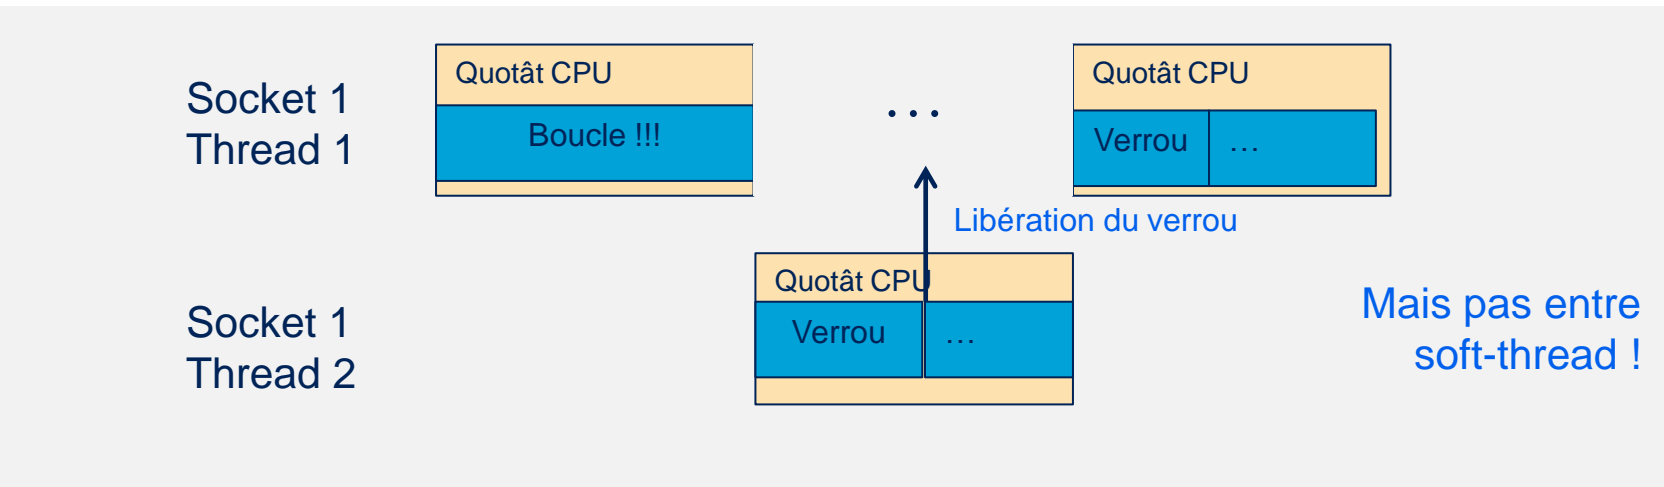 Socket 1
Thread 1
Quotât CPU
Boucle !!!
...
Quotât CPU
Verrou
...
Libération du verrou
Socket 1
Thread 2
Quotât CPU
Verrou
...
Mais pas entre
soft-thread !